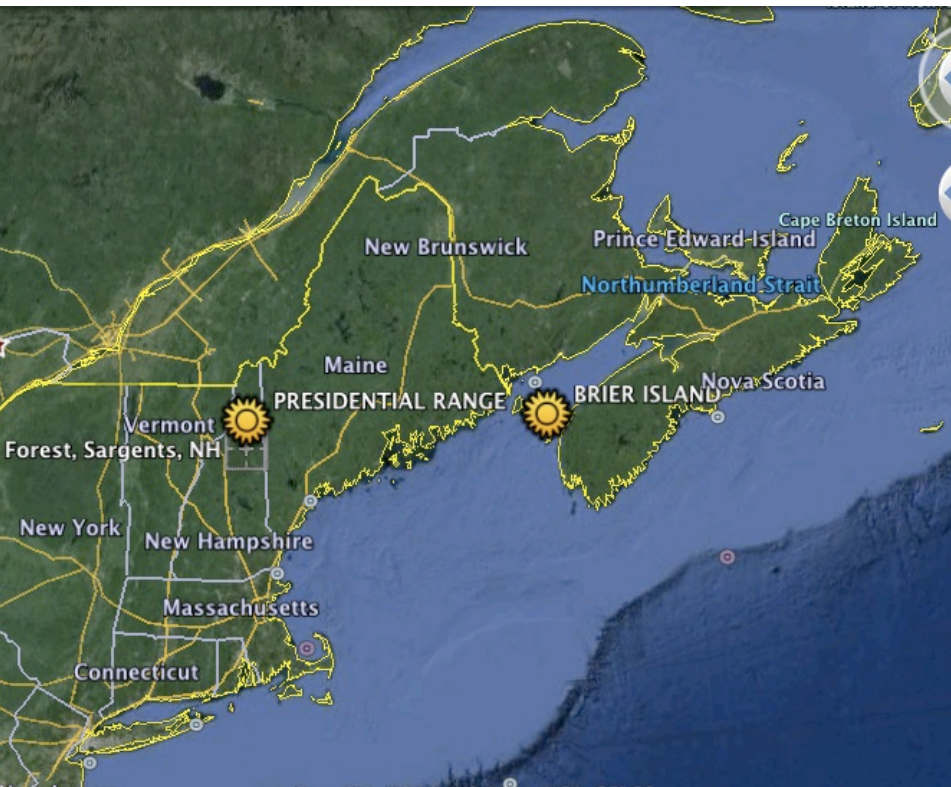 Cape Breton Island
New Brunswick
Prince Edward Island
Northumberland Strait
Maine
Nova Scotia
PRESIDENTIAL RANGE
BRIER ISLAND
Vermont
Forest, Sargents, NH
New York
New Hampshire
Massachusetts
Connecticut